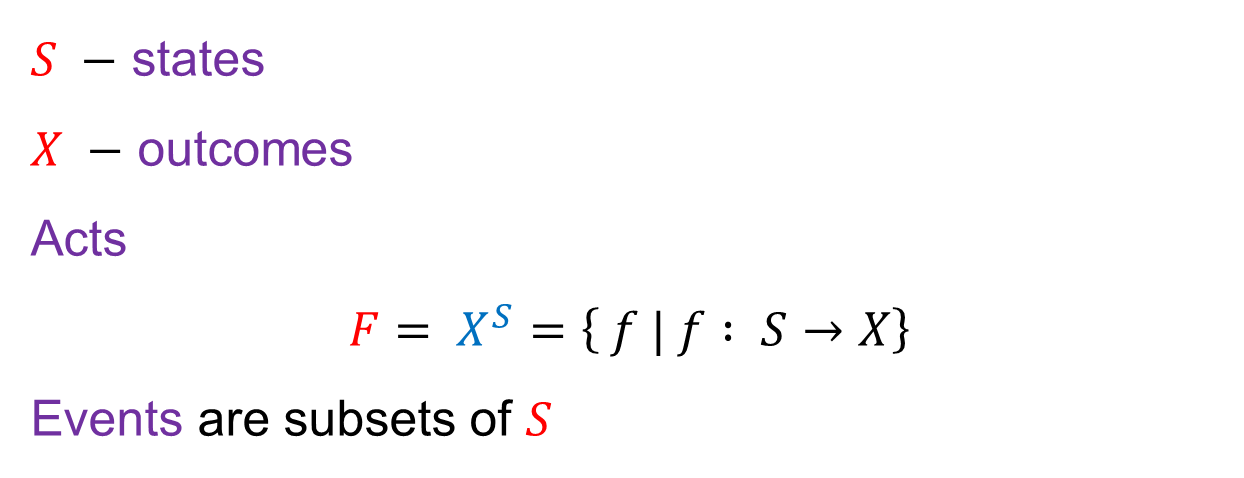 S – states
X – outcomes
Acts
F = X^S = { f | f : S → X}
Events are subsets of S